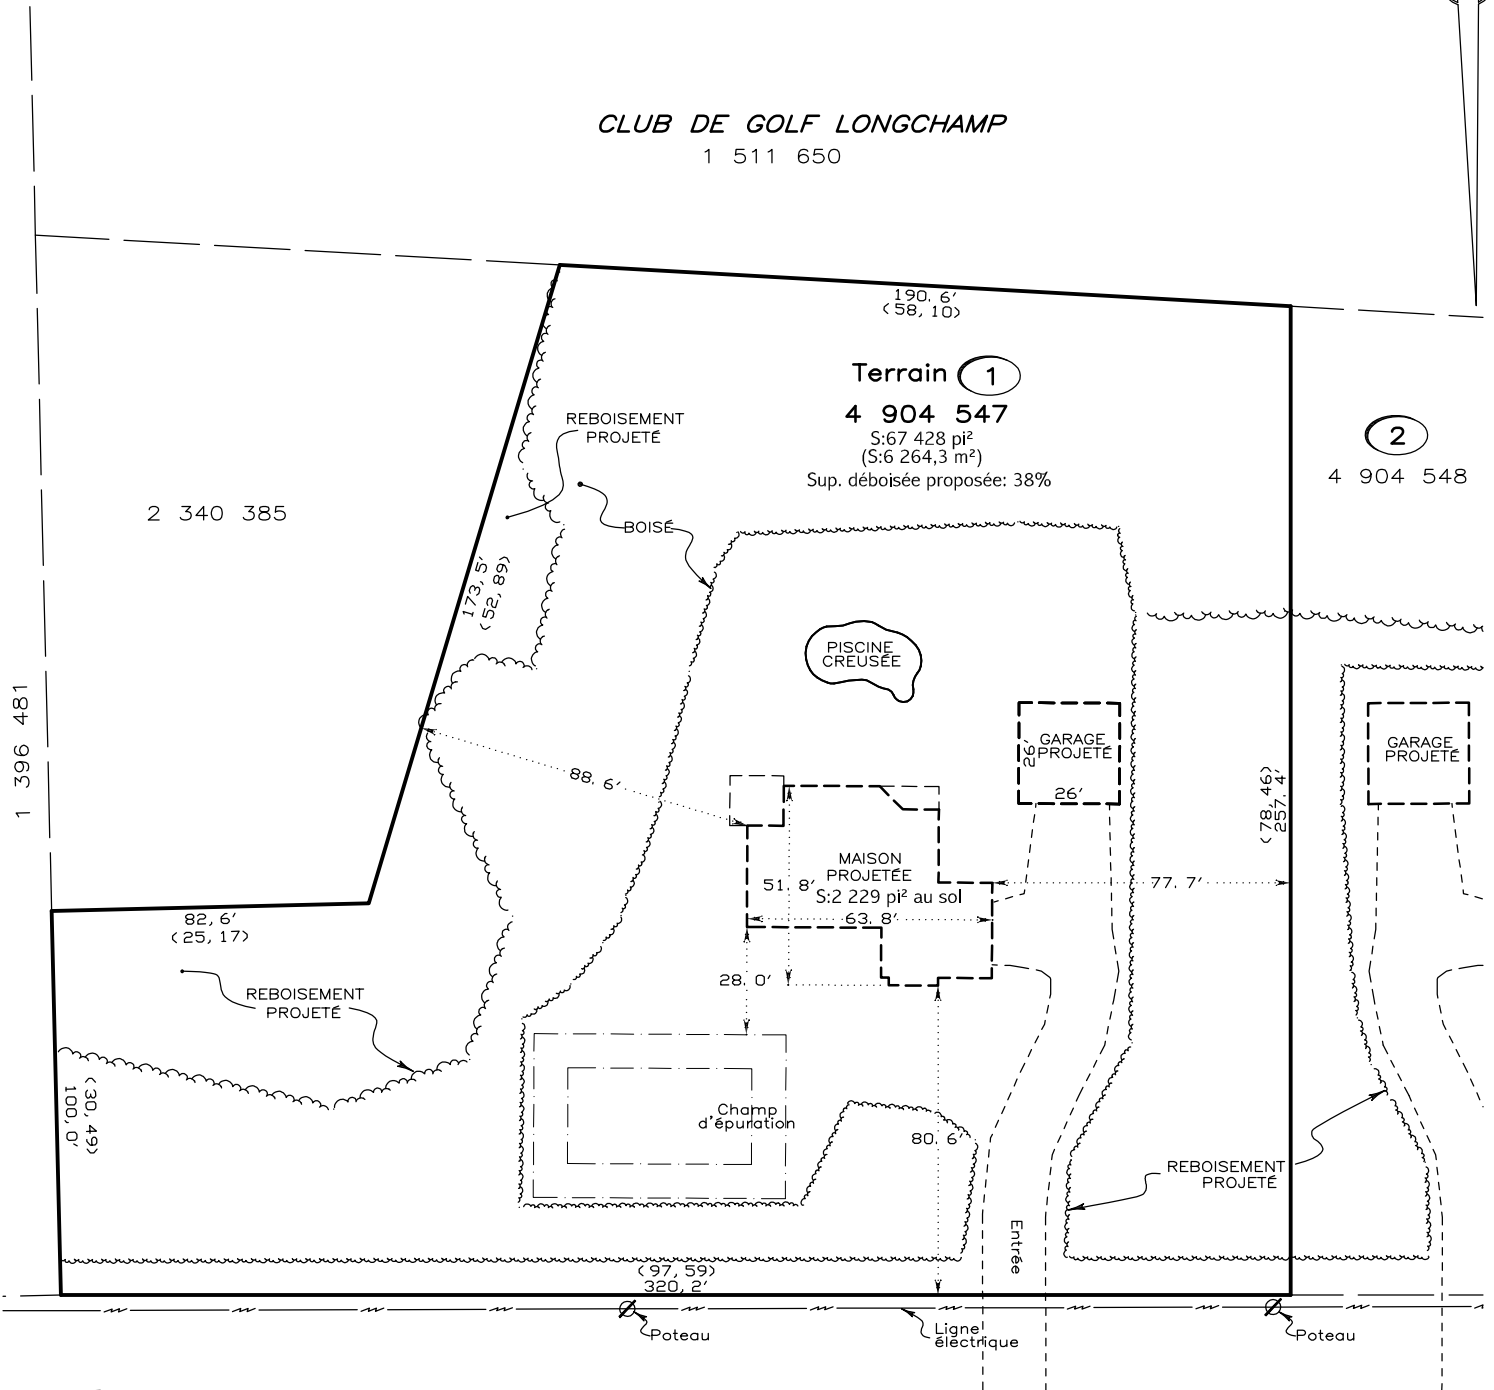 CLUB DE GOLF LONGCHAMP
1 511 650
190,6'
(58,10)
Terrain 1
4 904 547
S:67 428 pi²
(S:6 264,3 m²)
Sup. déboisée proposée: 38%
2
4 904 548
REBOISEMENT
PROJETÉ
BOISÉ
2 340 385
173,5'
(52,89)
PISCINE
CREUSÉE
1 396 481
88.6'
GARAGE
PROJETÉ
26'
26'
GARAGE
PROJETÉ
(78,46)
257.4'
MAISON
PROJETÉE
S:2 229 pi² au sol
51.8'
63.8'
77.7'
82,6'
(25,17)
28.0'
REBOISEMENT
PROJETÉ
(30,49)
100,0'
Champ
d'épuration
80.6'
REBOISEMENT
PROJETÉ
Entrée
(97,59)
320,2'
Poteau
Ligne
électrique
Poteau